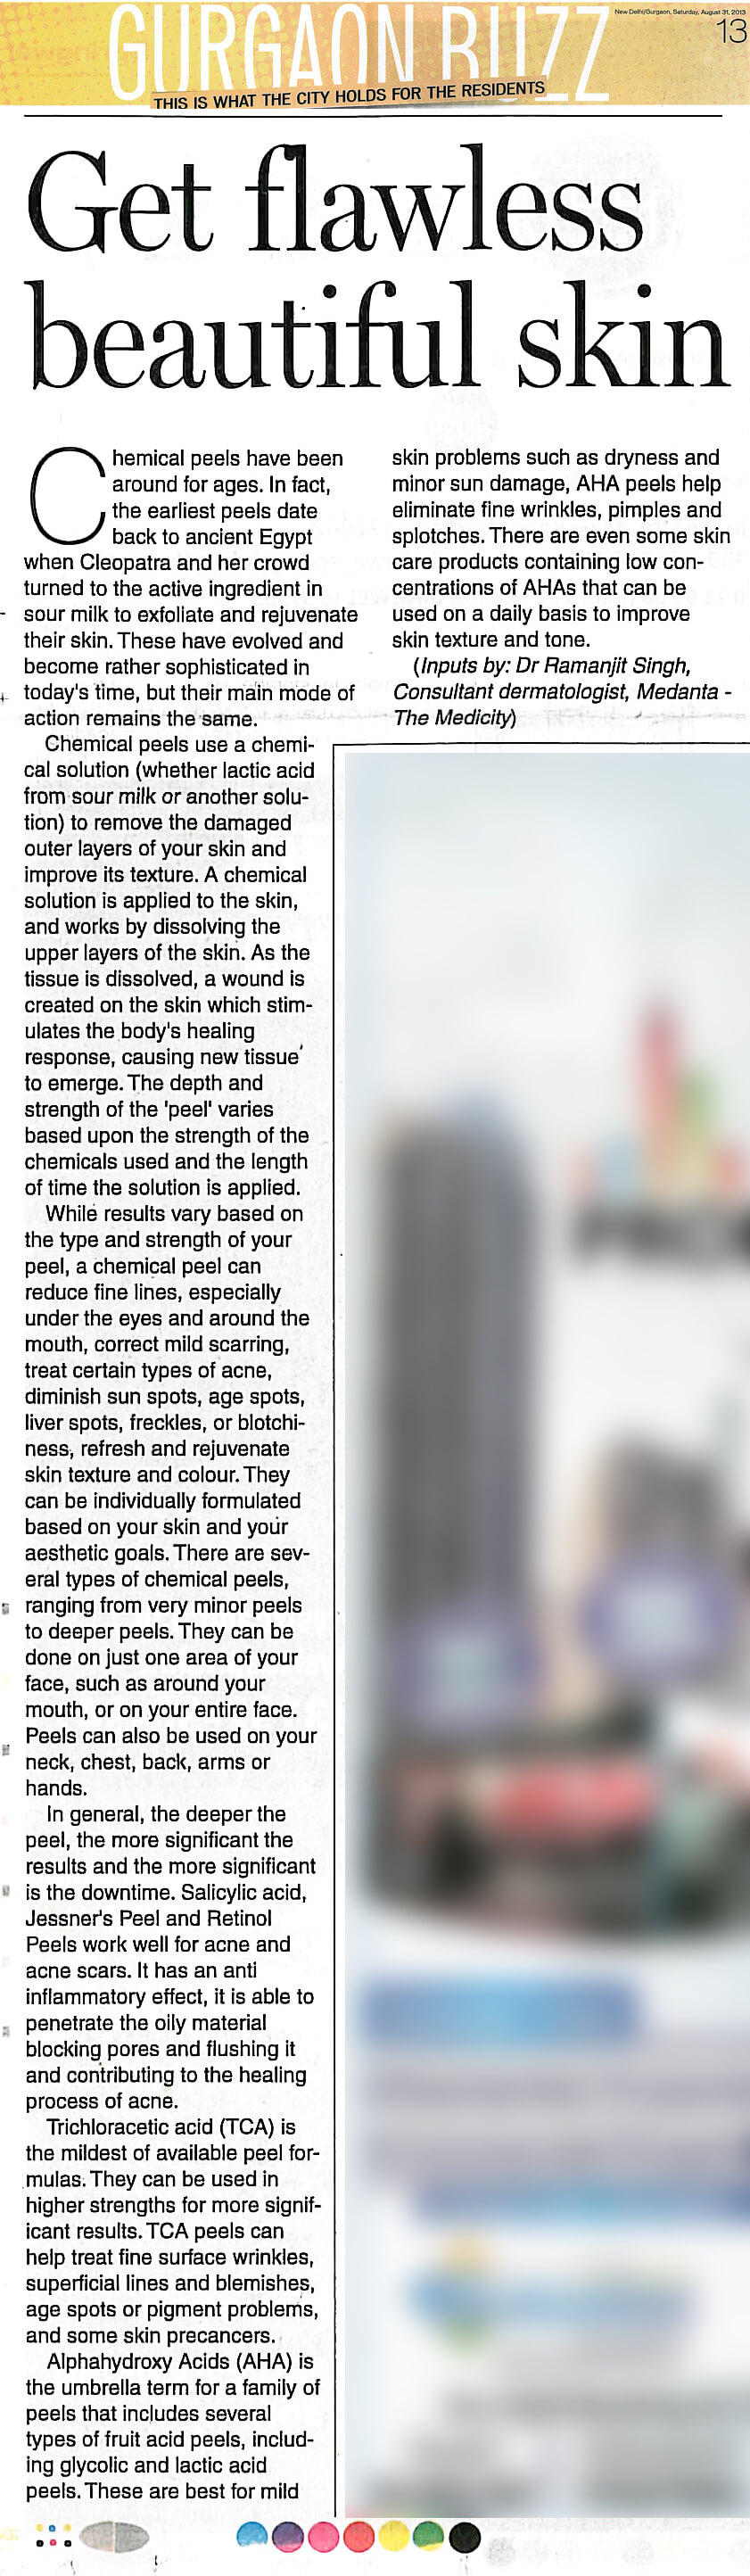 GURGAON BUZZ
New Delhi/Gurgaon, Saturday, August 31, 2013
13
THIS IS WHAT THE CITY HOLDS FOR THE RESIDENTS
Get flawless
beautiful skin
Chemical peels have been
around for ages. In fact,
the earliest peels date
back to ancient Egypt
when Cleopatra and her crowd
turned to the active ingredient in
sour milk to exfoliate and rejuvenate
their skin. These have evolved and
become rather sophisticated in
today's time, but their main mode of
action remains the same.
Chemical peels use a chemi-
cal solution (whether lactic acid
from sour milk or another solu-
tion) to remove the damaged
outer layers of your skin and
improve its texture. A chemical
solution is applied to the skin,
and works by dissolving the
upper layers of the skin. As the
tissue is dissolved, a wound is
created on the skin which stim-
ulates the body's healing
response, causing new tissue
to emerge. The depth and
strength of the 'peel' varies
based upon the strength of the
chemicals used and the length
of time the solution is applied.
While results vary based on
the type and strength of your
peel, a chemical peel can
reduce fine lines, especially
under the eyes and around the
mouth, correct mild scarring,
treat certain types of acne,
diminish sun spots, age spots,
liver spots, freckles, or blotchi-
ness, refresh and rejuvenate
skin texture and colour. They
can be individually formulated
based on your skin and your
aesthetic goals. There are sev-
eral types of chemical peels,
ranging from very minor peels
to deeper peels. They can be
done on just one area of your
face, such as around your
mouth, or on your entire face.
Peels can also be used on your
neck, chest, back, arms or
hands.
In general, the deeper the
peel, the more significant the
results and the more significant
is the downtime. Salicylic acid,
Jessner's Peel and Retinol
Peels work well for acne and
acne scars. It has an anti
inflammatory effect, it is able to
penetrate the oily material
blocking pores and flushing it
and contributing to the healing
process of acne.
Trichloracetic acid (TCA) is
the mildest of available peel for-
mulas. They can be used in
higher strengths for more signif-
icant results. TCA peels can
help treat fine surface wrinkles,
superficial lines and blemishes,
age spots or pigment problems,
and some skin precancers.
Alphahydroxy Acids (AHA) is
the umbrella term for a family of
peels that includes several
types of fruit acid peels, includ-
ing glycolic and lactic acid
peels. These are best for mild
skin problems such as dryness and
minor sun damage, AHA peels help
eliminate fine wrinkles, pimples and
splotches. There are even some skin
care products containing low con-
centrations of AHAs that can be
used on a daily basis to improve
skin texture and tone.
(Inputs by: Dr Ramanjit Singh,
Consultant dermatologist, Medanta -
The Medicity)